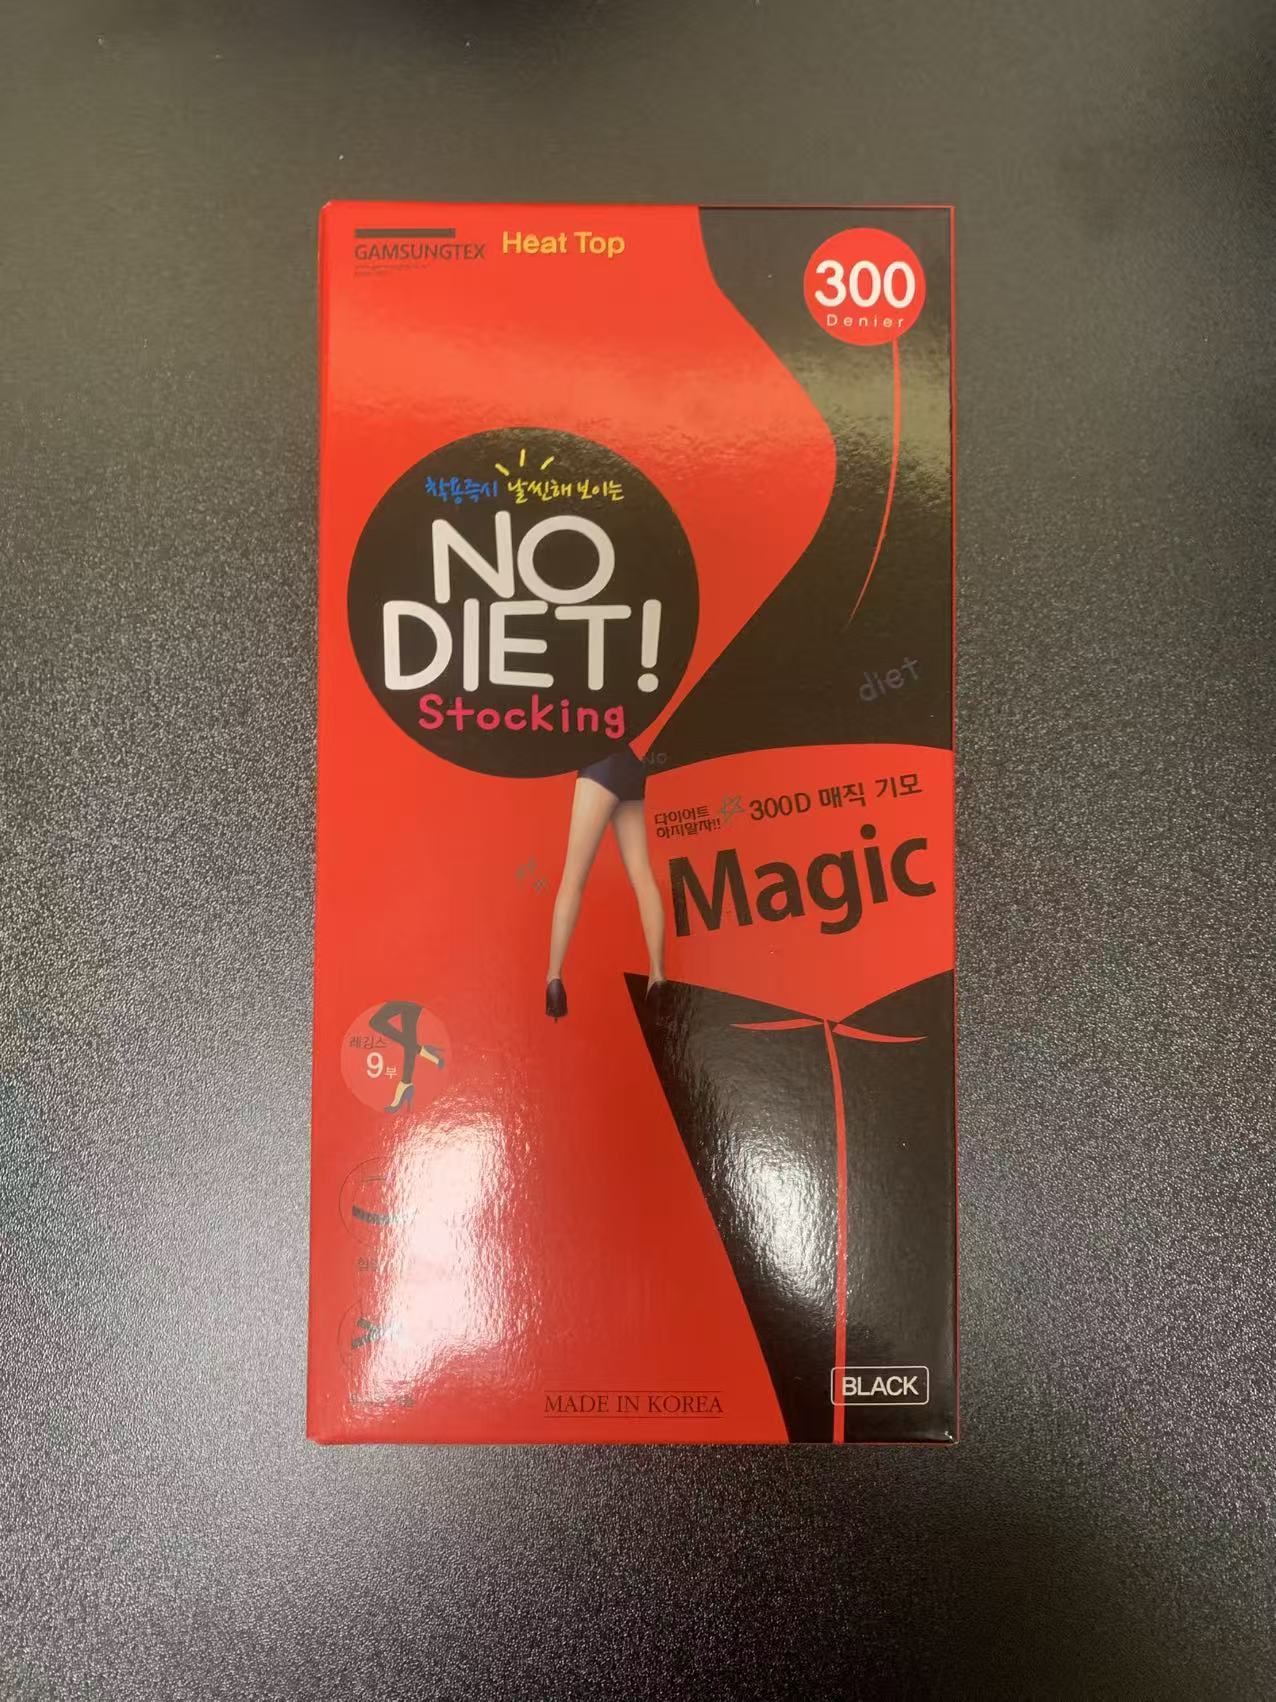 GAMSUNGTEX
Heat Top
300
Denier
착용즉시 날씬해 보이는
NO
DIET!
Stocking
diet
NO
다이어트
하지말자!!
300D 매직 기모
Magic
레깅스
9부
MADE IN KOREA
BLACK